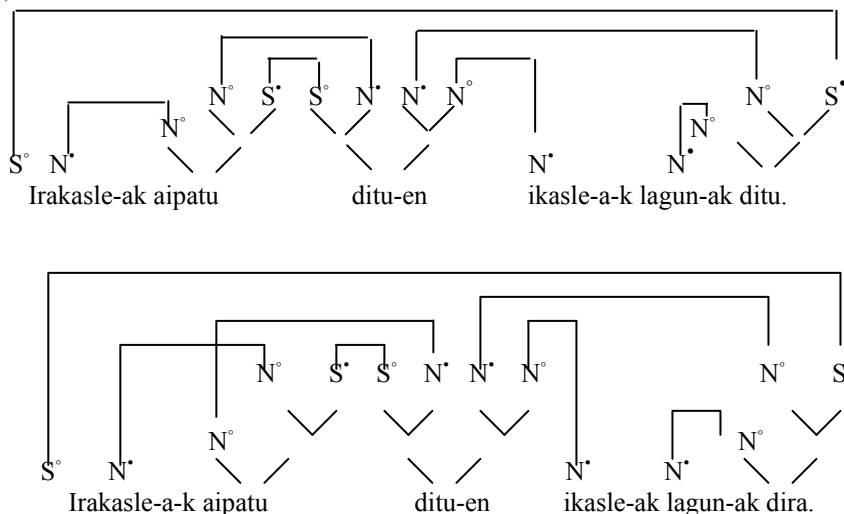 N° S• S° N• N• N° N° S•
N° N°
S° N• N• N•
Irakasle-ak aipatu ditu-en ikasle-a-k lagun-ak ditu.
N° S• S° N• N• N° N° S
N° N°
S° N• N• N•
Irakasle-a-k aipatu ditu-en ikasle-ak lagun-ak dira.